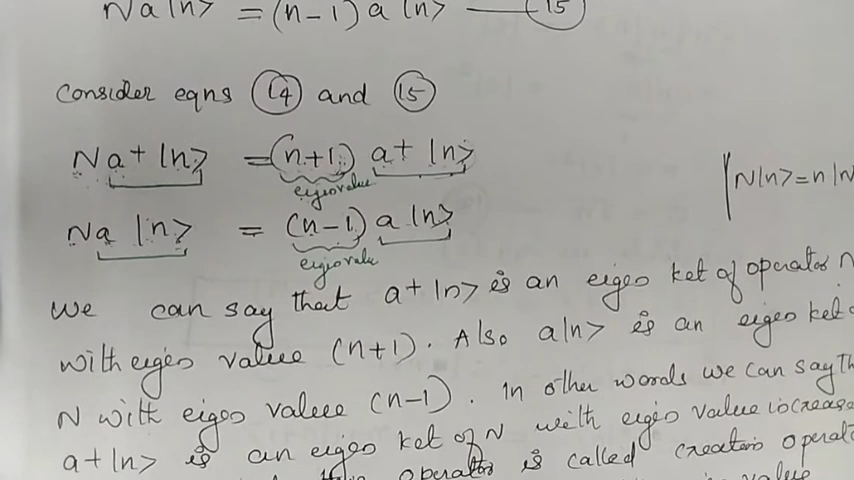 Na|n> = (n-1) a|n> —— (15)
Consider eqns (14) and (15)
Na+|n> = (n+1) a+|n>
eigenvalue
N|n>=n|N
Na|n> = (n-1) a|n>
eigenvalue
We can say that a+|n> is an eigen ket of operator N
with eigen value (n+1). Also a|n> is an eigen ket
N with eigen value (n-1). In other words we can say th
a+|n> is an eigen ket of N with eigen value increase
operator is called creation operat
value